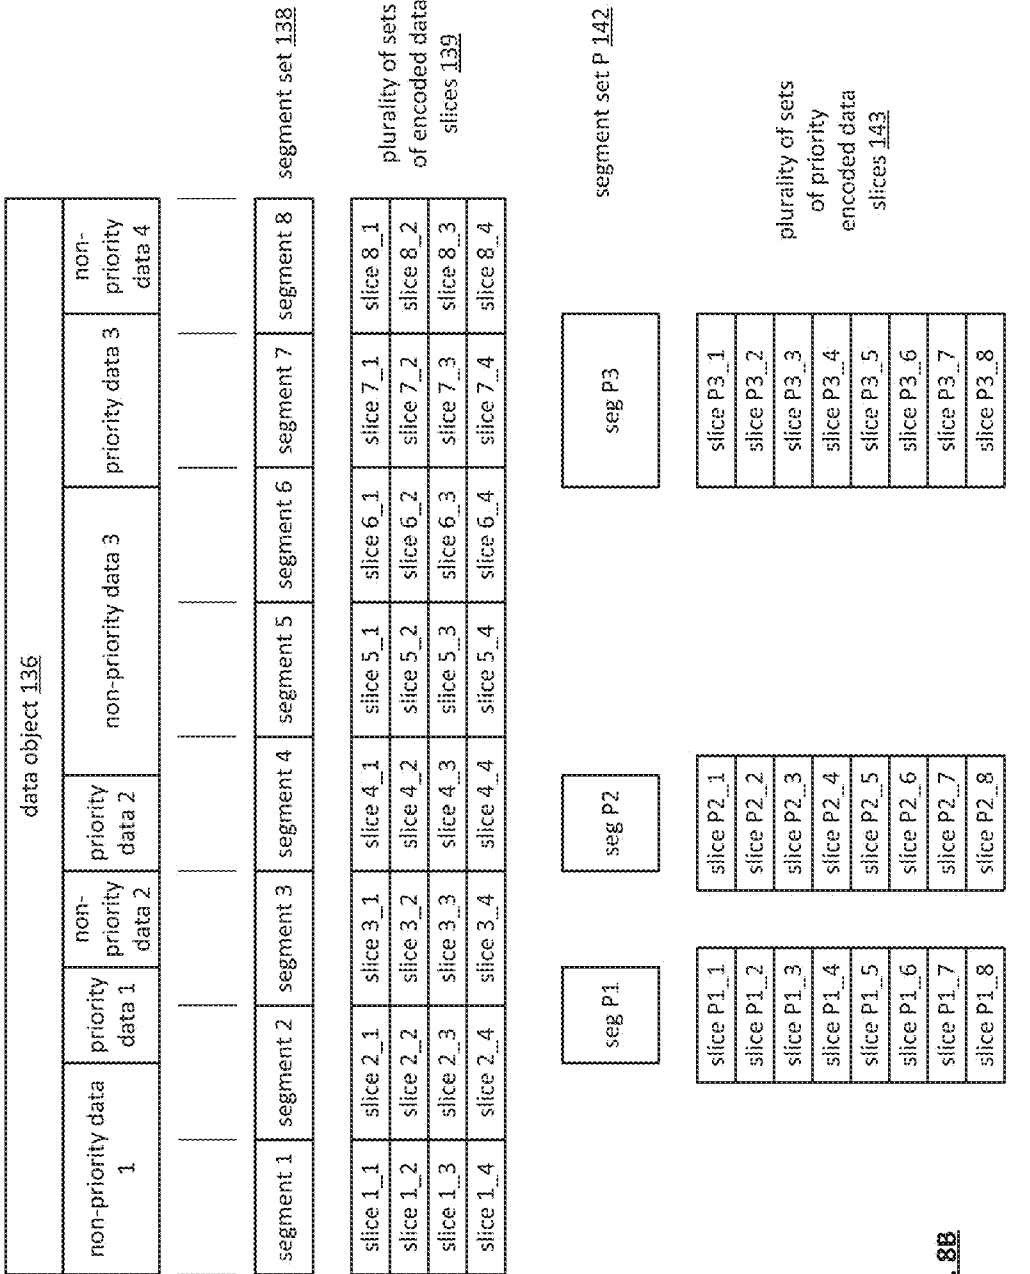 data object 136
non-priority data
1
priority
data 1
non-
priority
data 2
priority
data 2
non-priority data 3
priority data 3
non-
priority
data 4
segment 1
segment 2
segment 3
segment 4
segment 5
segment 6
segment 7
segment 8
segment set 138
slice 1_1
slice 2_1
slice 3_1
slice 4_1
slice 5_1
slice 6_1
slice 7_1
slice 8_1
slice 1_2
slice 2_2
slice 3_2
slice 4_2
slice 5_2
slice 6_2
slice 7_2
slice 8_2
slice 1_3
slice 2_3
slice 3_3
slice 4_3
slice 5_3
slice 6_3
slice 7_3
slice 8_3
slice 1_4
slice 2_4
slice 3_4
slice 4_4
slice 5_4
slice 6_4
slice 7_4
slice 8_4
plurality of sets
of encoded data
slices 139
seg P1
seg P2
seg P3
segment set P 142
slice P1_1
slice P1_2
slice P1_3
slice P1_4
slice P1_5
slice P1_6
slice P1_7
slice P1_8
slice P2_1
slice P2_2
slice P2_3
slice P2_4
slice P2_5
slice P2_6
slice P2_7
slice P2_8
slice P3_1
slice P3_2
slice P3_3
slice P3_4
slice P3_5
slice P3_6
slice P3_7
slice P3_8
plurality of sets
of priority
encoded data
slices 143
. 8B